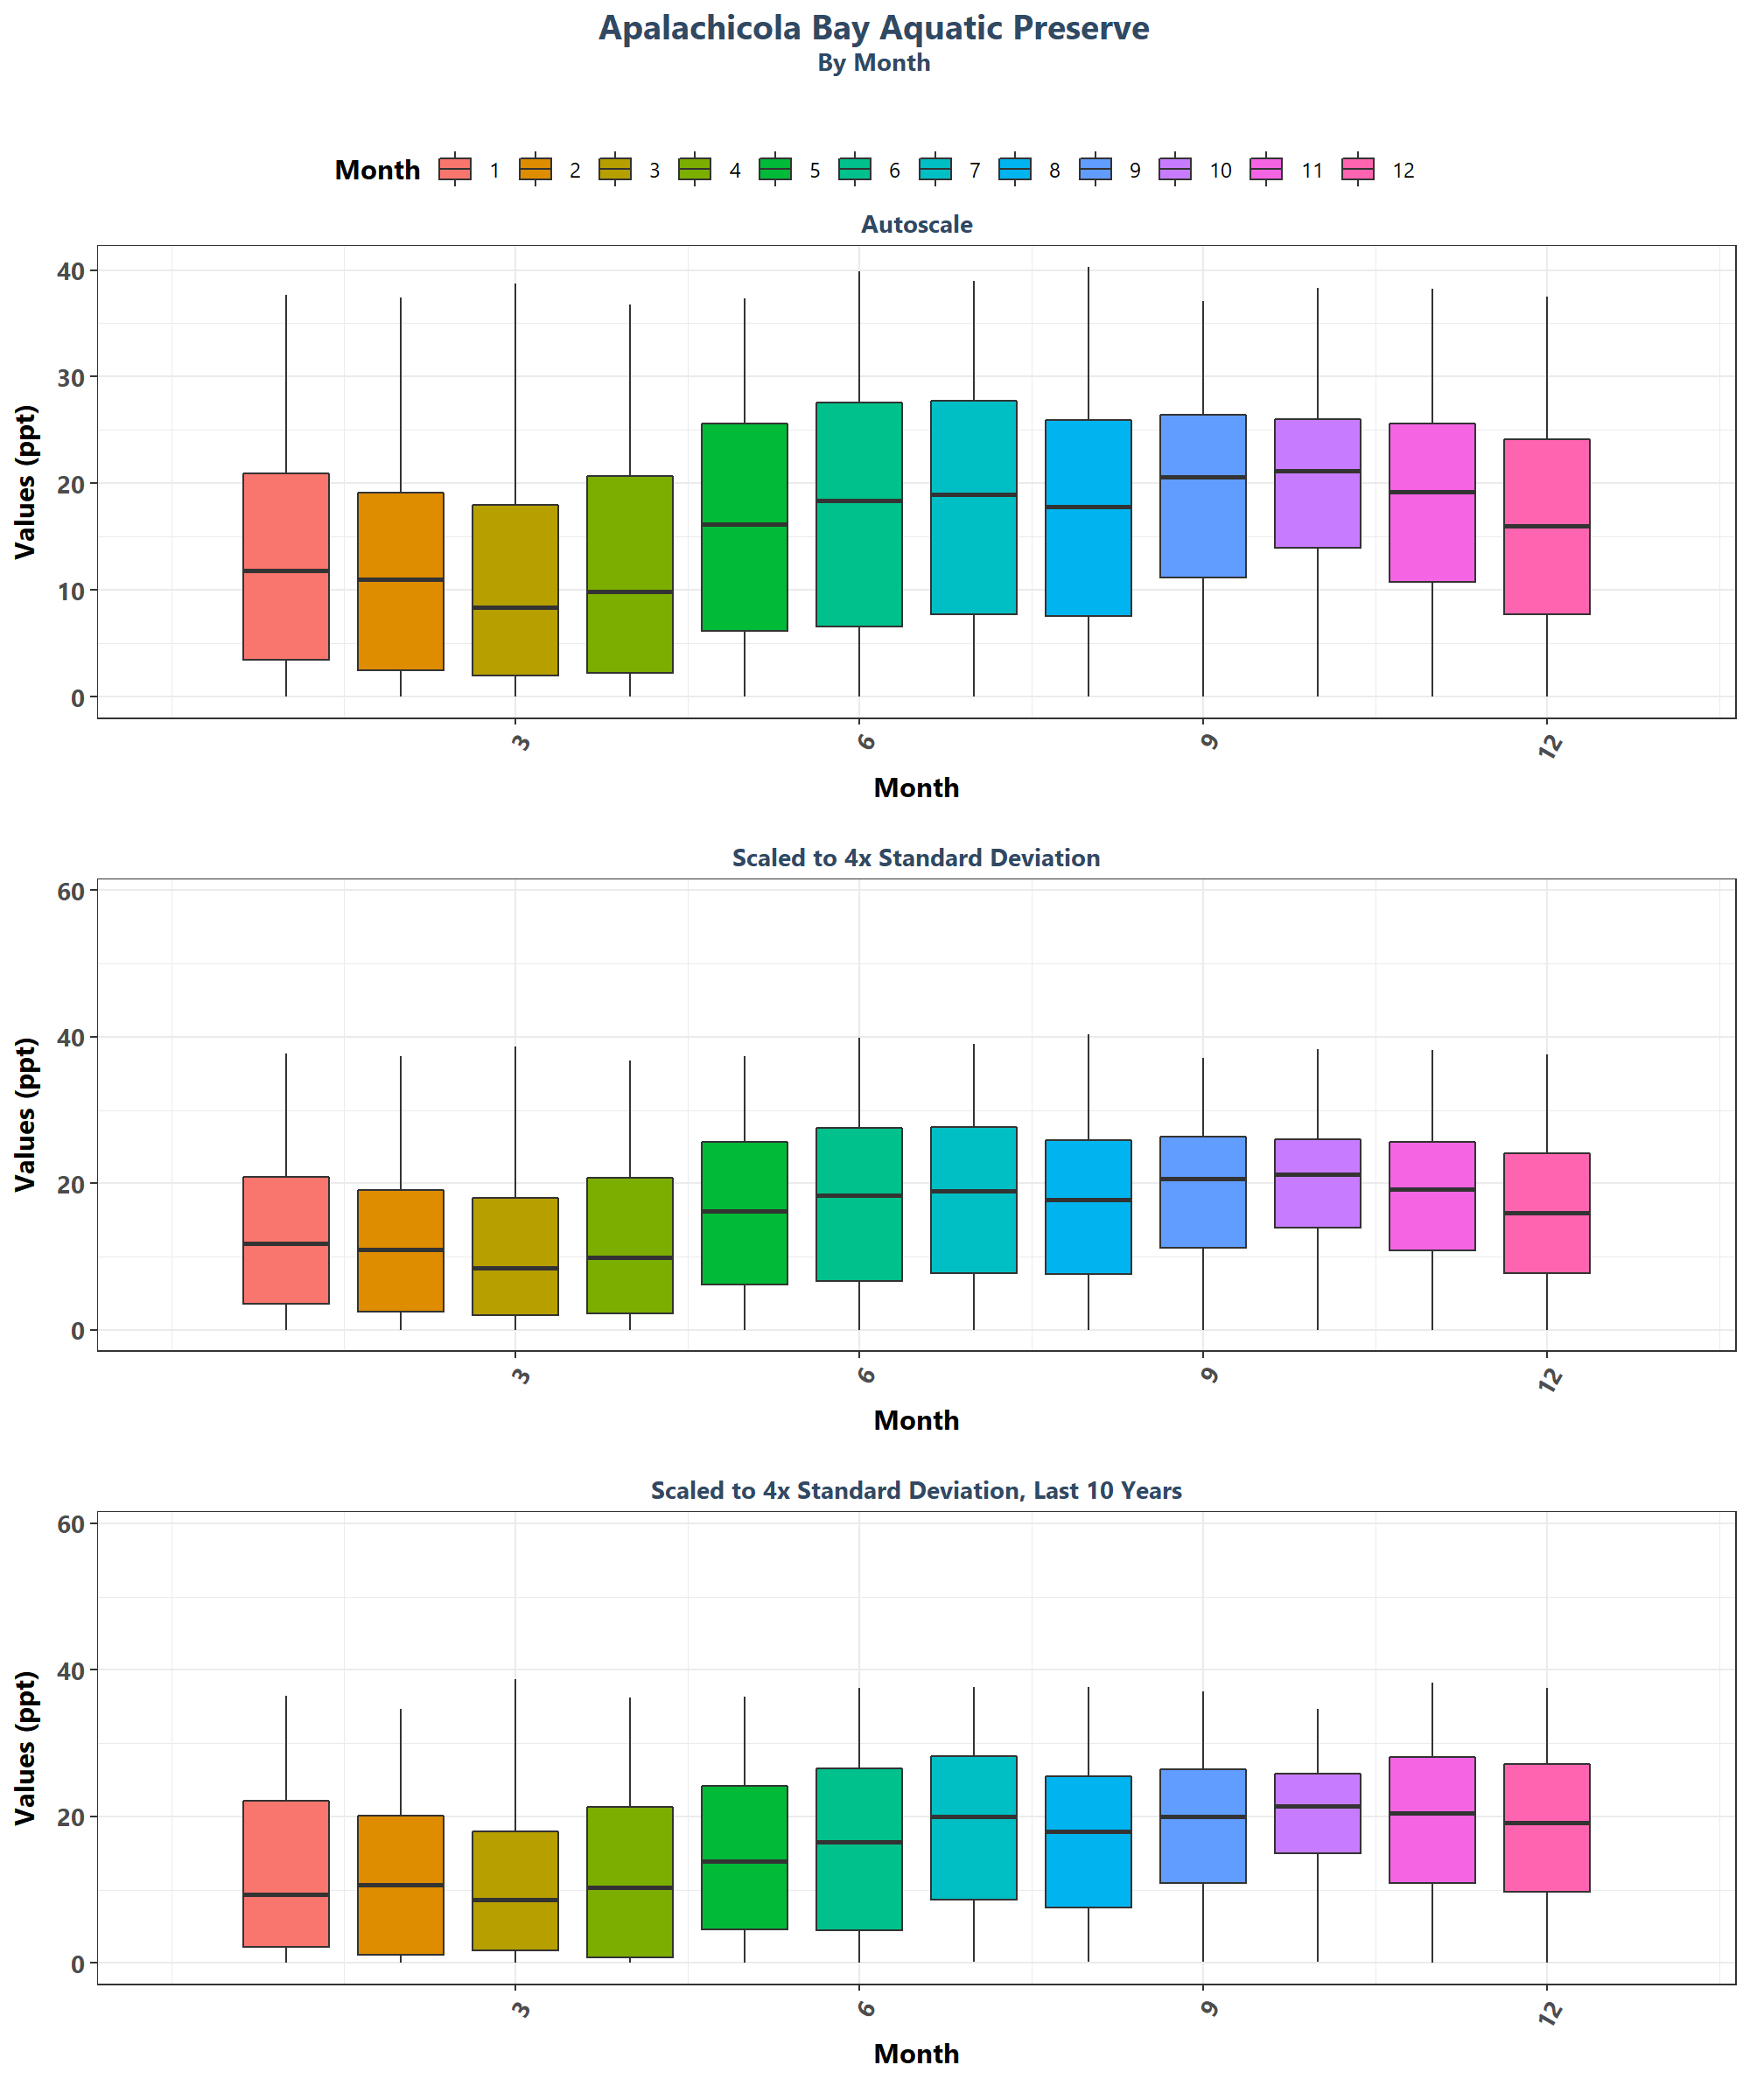 Apalachicola Bay Aquatic Preserve
By Month
Month 1 2 3 4 5 6 7 8 9 10 11 12
Autoscale
Values (ppt)
40
30
20
10
0
3 6 9 12
Month
Scaled to 4x Standard Deviation
Values (ppt)
60
40
20
0
3 6 9 12
Month
Scaled to 4x Standard Deviation, Last 10 Years
Values (ppt)
60
40
20
0
3 6 9 12
Month